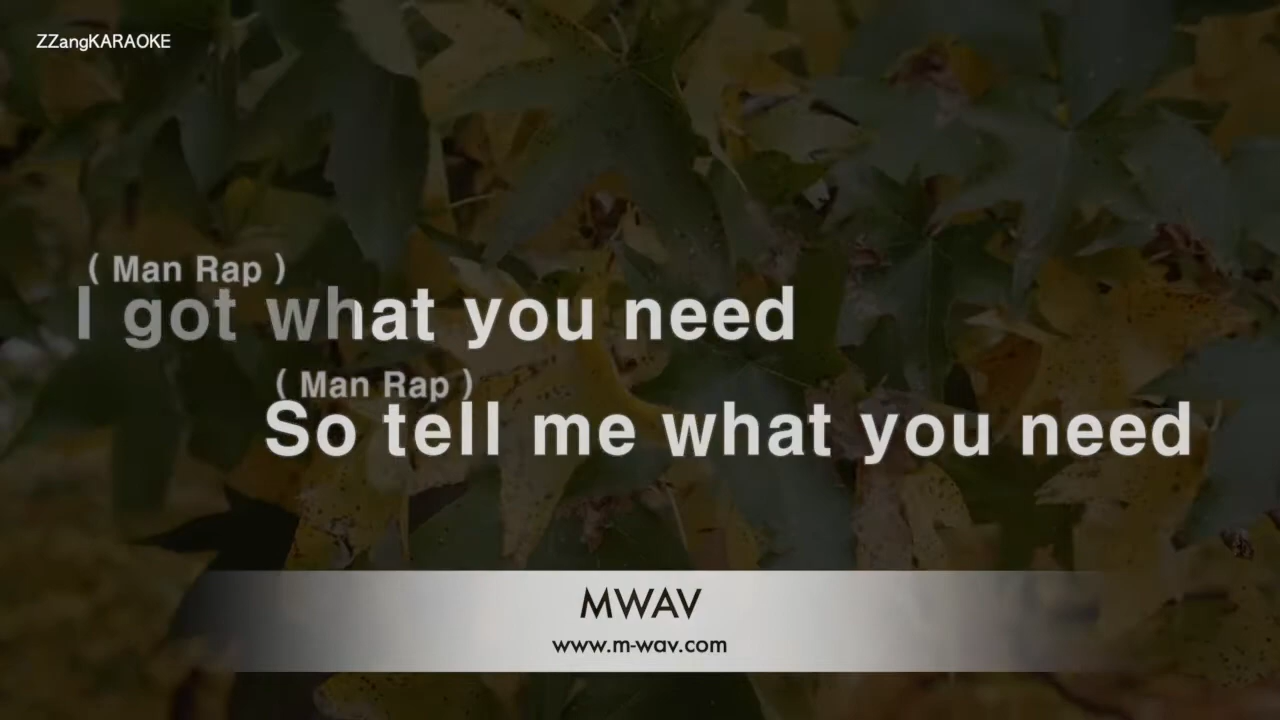 ZZangKARAOKE
( Man Rap )
I got what you need
( Man Rap )
So tell me what you need
MWAV
www.m-wav.com